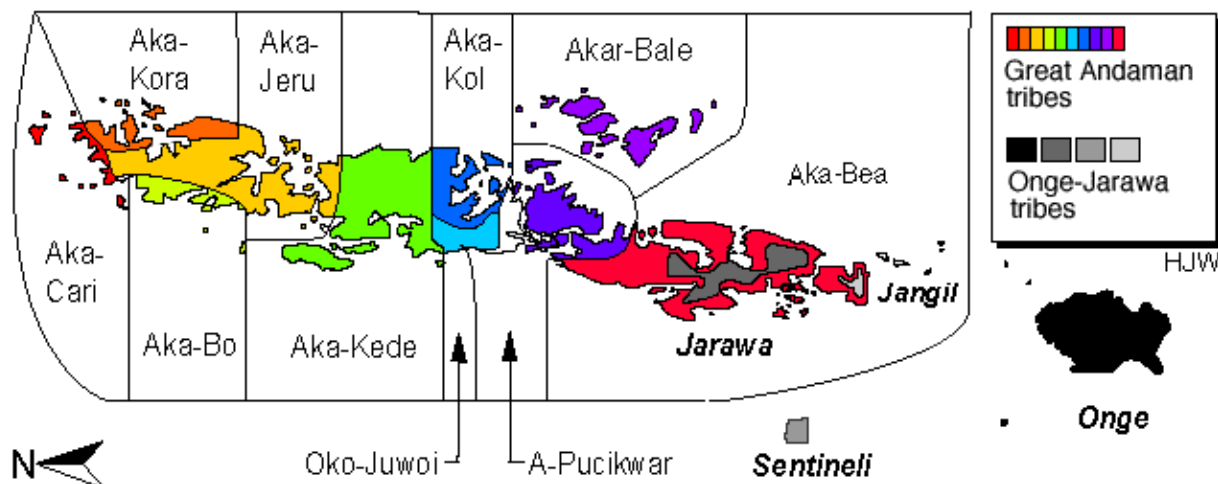 Aka-
Kora
Aka-
Jeru
Aka-
Kol
Akar-Bale
Great Andaman
tribes
Onge-Jarawa
tribes
HJW
Aka-Bea
Aka-
Cari
Aka-Bo
Aka-Kede
Jarawa
Jangil
Onge
N
Oko-Juwoi
A-Pucikwar
Sentineli